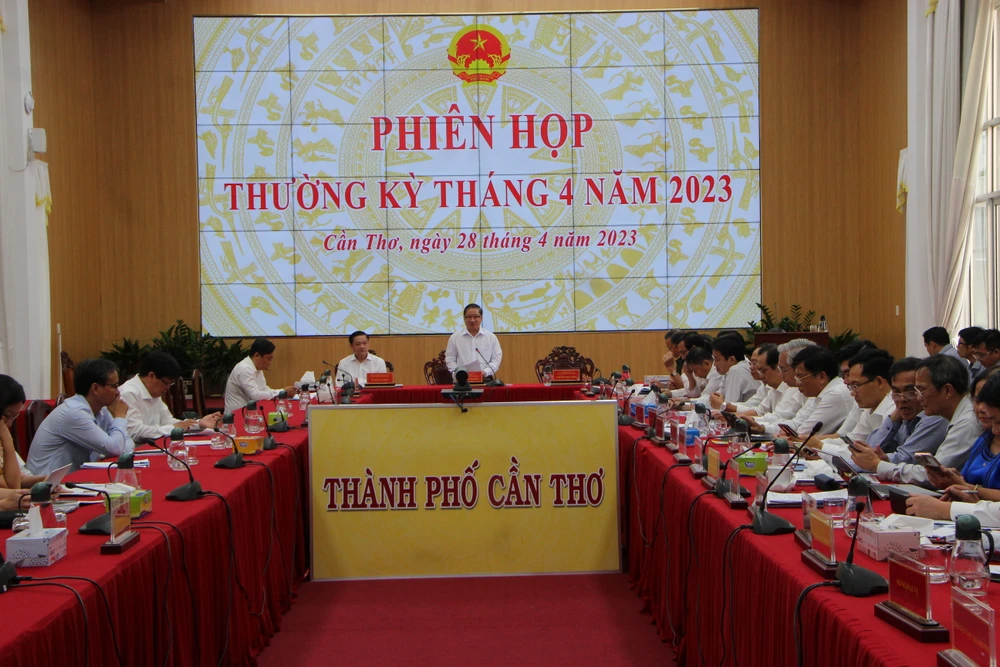 PHIÊN HỌP
THƯỜNG KỲ THÁNG 4 NĂM 2023
Cần Thơ, ngày 28 tháng 4 năm 2023
THÀNH PHỐ CẦN THƠ